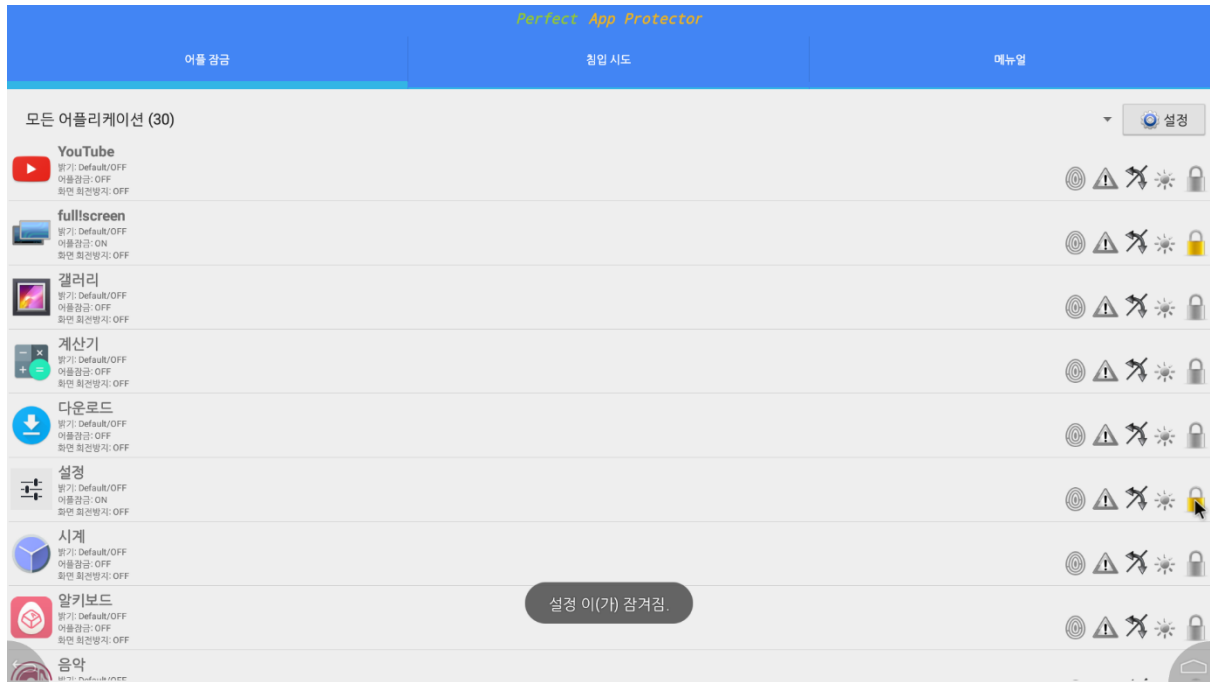 Perfect App Protector
어플 잠금
침입 시도
메뉴얼
모든 어플리케이션 (30)
설정
YouTube
밝기: Default/OFF
어플잠금: OFF
화면 회전방지: OFF
full!screen
밝기: Default/OFF
어플잠금: ON
화면 회전방지: OFF
갤러리
밝기: Default/OFF
어플잠금: OFF
화면 회전방지: OFF
계산기
밝기: Default/OFF
어플잠금: OFF
화면 회전방지: OFF
다운로드
밝기: Default/OFF
어플잠금: OFF
화면 회전방지: OFF
설정
밝기: Default/OFF
어플잠금: ON
화면 회전방지: OFF
시계
밝기: Default/OFF
어플잠금: OFF
화면 회전방지: OFF
설정 이(가) 잠겨짐.
알키보드
밝기: Default/OFF
어플잠금: OFF
화면 회전방지: OFF
음악
밝기: Default/OFF